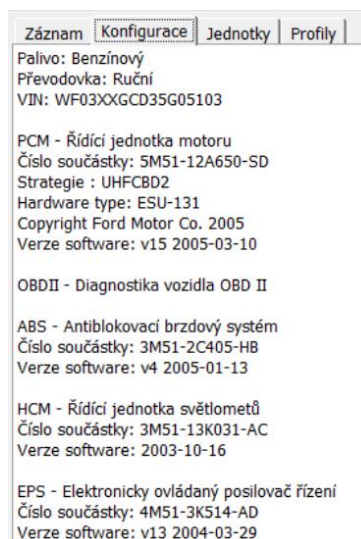 Záznam Konfigurace Jednotky Profily
Palivo: Benzínový
Převodovka: Ruční
VIN: WF03XXGCD35G05103
PCM - Řídící jednotka motoru
Číslo součástky: 5M51-12A650-SD
Strategie : UHFCBD2
Hardware type: ESU-131
Copyright Ford Motor Co. 2005
Verze software: v15 2005-03-10
OBDII - Diagnostika vozidla OBD II
ABS - Antiblokovací brzdový systém
Číslo součástky: 3M51-2C405-HB
Verze software: v4 2005-01-13
HCM - Řídící jednotka světlometů
Číslo součástky: 3M51-13K031-AC
Verze software: 2003-10-16
EPS - Elektronicky ovládaný posilovač řízení
Číslo součástky: 4M51-3K514-AD
Verze software: v13 2004-03-29